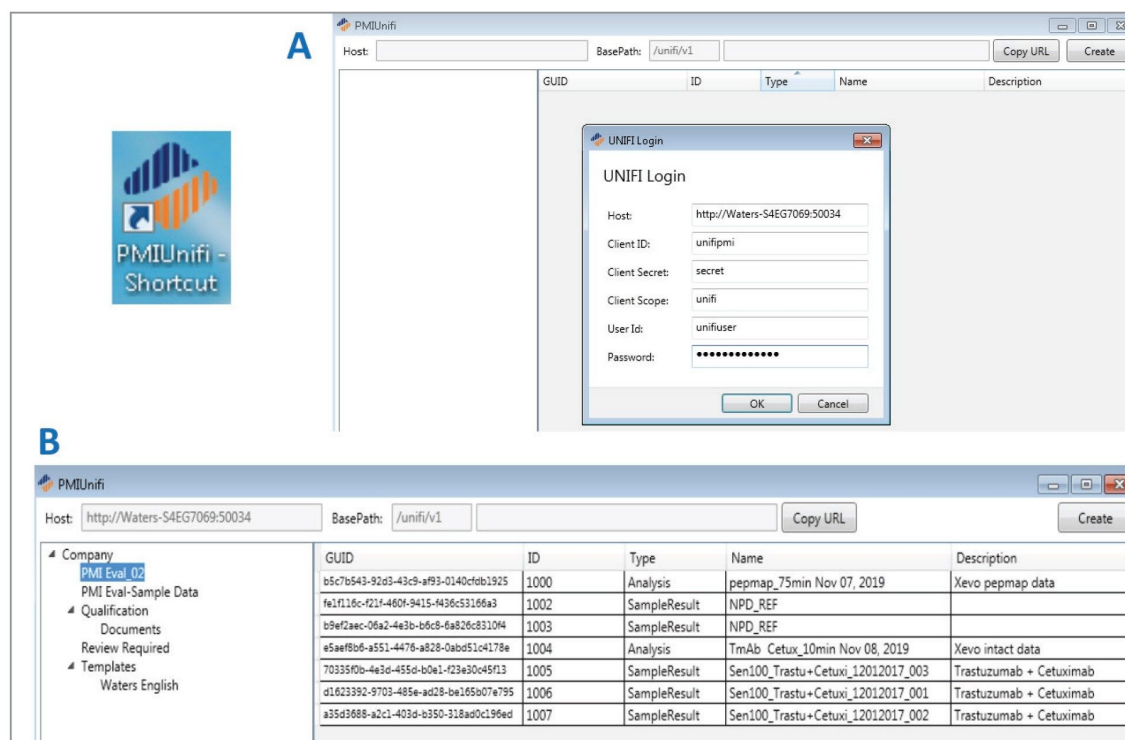 A
PMIUnifi
Host: BasePath: /unifi/v1 Copy URL Create
GUID ID Type Name Description
PMIUnifi -
Shortcut
UNIFI Login
UNIFI Login
Host: http://Waters-S4EG7069:50034
Client ID: unifipmi
Client Secret: secret
Client Scope: unifi
User Id: unifiuser
Password: •••••••••••••
OK Cancel
B
PMIUnifi
Host: http://Waters-S4EG7069:50034 BasePath: /unifi/v1 Copy URL Create
Company
PMI Eval_02
PMI Eval-Sample Data
Qualification
Documents
Review Required
Templates
Waters English
GUID ID Type Name Description
b5c7b543-92d3-43c9-af93-0140cfdb1925 1000 Analysis pepmap_75min Nov 07, 2019 Xevo pepmap data
fe1f116c-f21f-460f-9415-f436c53166a3 1002 SampleResult NPD_REF
b9ef2aec-06a2-4e3b-b6c8-6a826c8310f4 1003 SampleResult NPD_REF
e5aef8b6-a551-4476-a828-0abd51c4178e 1004 Analysis TmAb Cetux_10min Nov 08, 2019 Xevo intact data
70335f0b-4e3d-455d-b0e1-f23e30c45f13 1005 SampleResult Sen100_Trastu+Cetuxi_12012017_003 Trastuzumab + Cetuximab
d1623392-9703-485e-ad28-be165b07e795 1006 SampleResult Sen100_Trastu+Cetuxi_12012017_001 Trastuzumab + Cetuximab
a35d3688-a2c1-403d-b350-318ad0c196ed 1007 SampleResult Sen100_Trastu+Cetuxi_12012017_002 Trastuzumab + Cetuximab